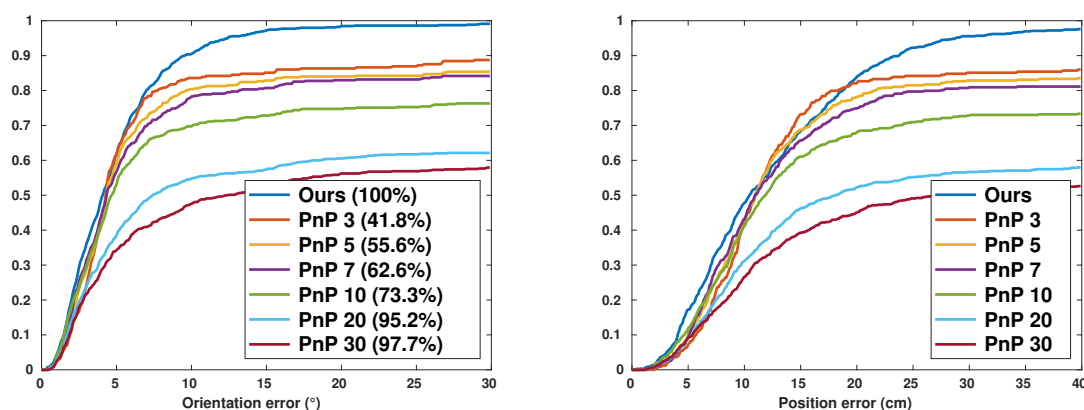 1
0.9
0.8
0.7
0.6
0.5
0.4
0.3
0.2
0.1
0
0 5 10 15 20 25 30
Orientation error (°)
Ours (100%)
PnP 3 (41.8%)
PnP 5 (55.6%)
PnP 7 (62.6%)
PnP 10 (73.3%)
PnP 20 (95.2%)
PnP 30 (97.7%)
1
0.9
0.8
0.7
0.6
0.5
0.4
0.3
0.2
0.1
0
0 5 10 15 20 25 30 35 40
Position error (cm)
Ours
PnP 3
PnP 5
PnP 7
PnP 10
PnP 20
PnP 30